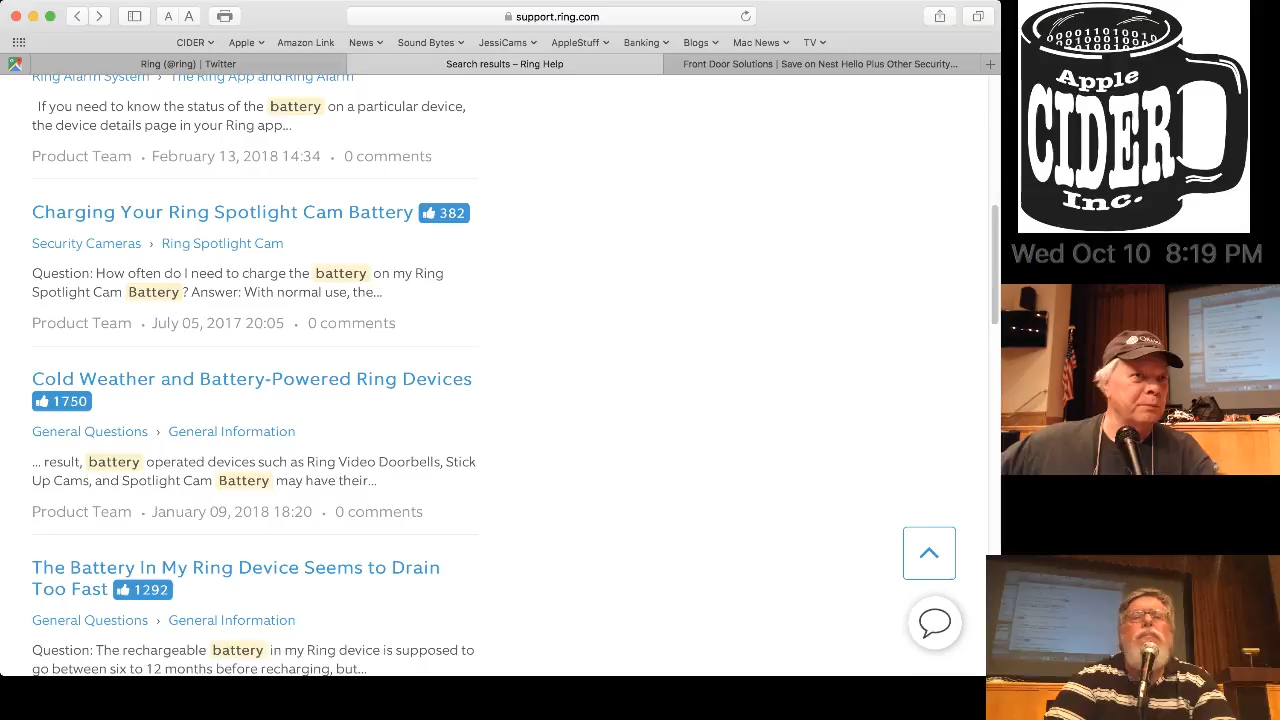 support.ring.com
CIDER Apple Amazon Link News Sound Bytes JessiCams AppleStuff Banking Blogs Mac News TV
Ring (@ring) | Twitter
Search results – Ring Help
Front Door Solutions | Save on Nest Hello Plus Other Security...
Ring Alarm System › The Ring App and Ring Alarm
If you need to know the status of the battery on a particular device,
the device details page in your Ring app...
Product Team • February 13, 2018 14:34 • 0 comments
Charging Your Ring Spotlight Cam Battery 382
Security Cameras › Ring Spotlight Cam
Question: How often do I need to charge the battery on my Ring
Spotlight Cam Battery? Answer: With normal use, the...
Product Team • July 05, 2017 20:05 • 0 comments
Cold Weather and Battery-Powered Ring Devices
1750
General Questions › General Information
... result, battery operated devices such as Ring Video Doorbells, Stick
Up Cams, and Spotlight Cam Battery may have their...
Product Team • January 09, 2018 18:20 • 0 comments
The Battery In My Ring Device Seems to Drain
Too Fast 1292
General Questions › General Information
Question: The rechargeable battery in my Ring device is supposed to
go between six to 12 months before recharging, but...
Apple
CIDER
Inc.
Wed Oct 10 8:19 PM